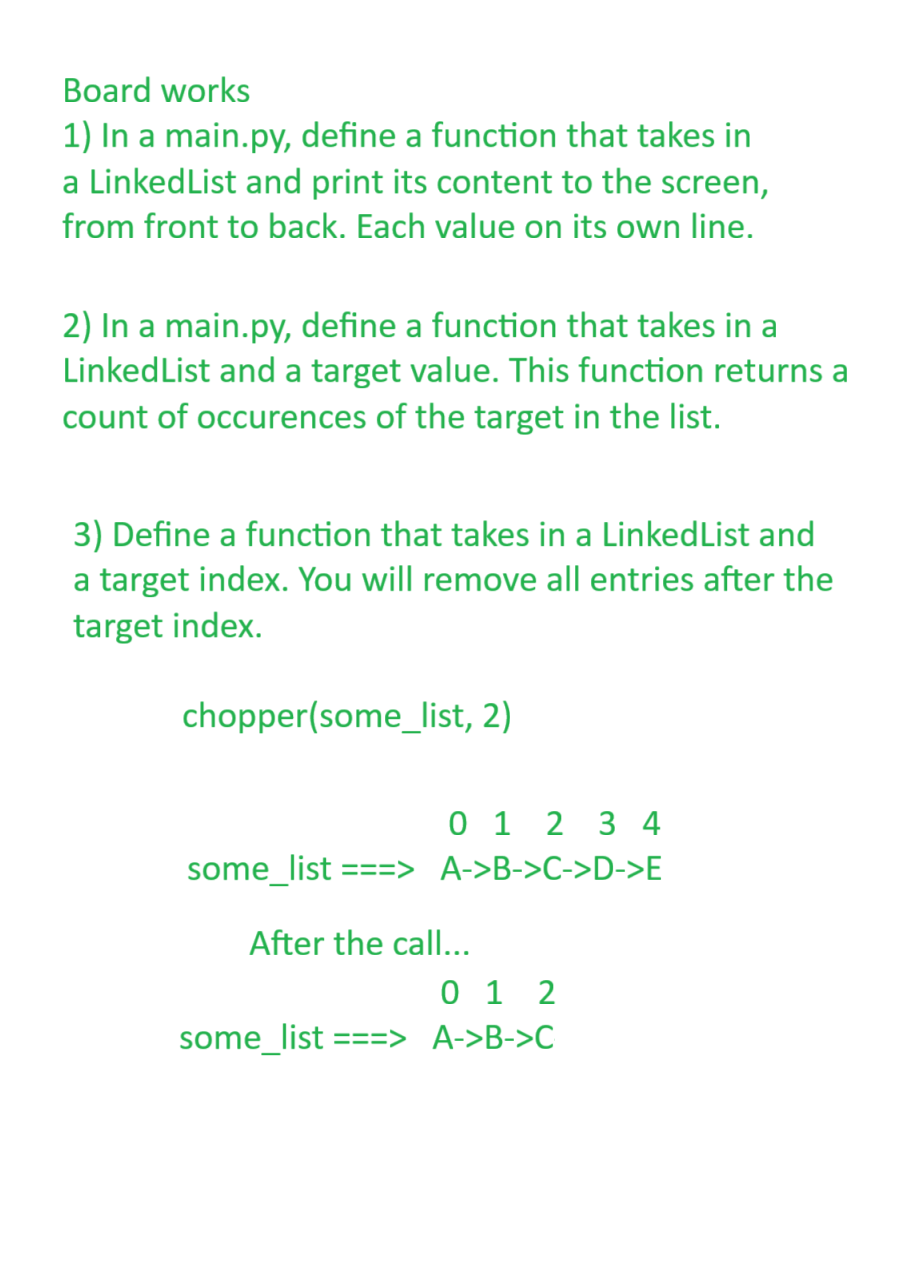 Board works
1) In a main.py, define a function that takes in
a LinkedList and print its content to the screen,
from front to back. Each value on its own line.
2) In a main.py, define a function that takes in a
LinkedList and a target value. This function returns a
count of occurences of the target in the list.
3) Define a function that takes in a LinkedList and
a target index. You will remove all entries after the
target index.
chopper(some_list, 2)
0 1 2 3 4
some_list ===> A->B->C->D->E
After the call...
0 1 2
some_list ===> A->B->C